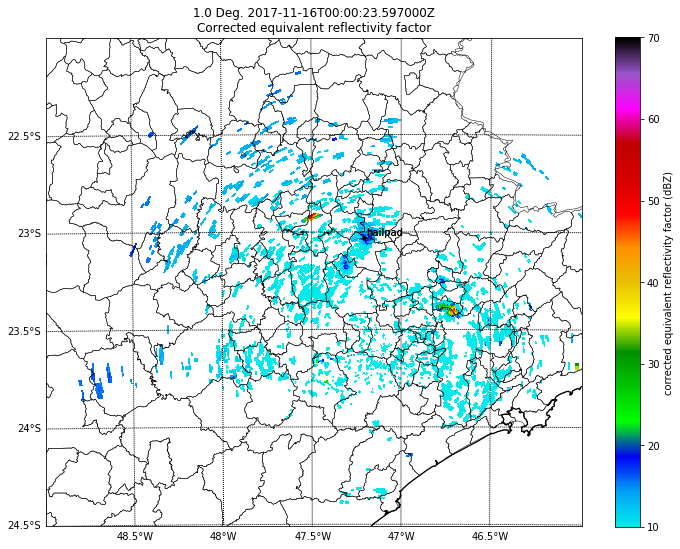 1.0 Deg. 2017-11-16T00:00:23.597000Z
Corrected equivalent reflectivity factor
70
60
50
40
30
20
10
corrected equivalent reflectivity factor (dBZ)
22.5°S
23°S
23.5°S
24°S
24.5°S
hailpad
48.5°W
48°W
47.5°W
47°W
46.5°W